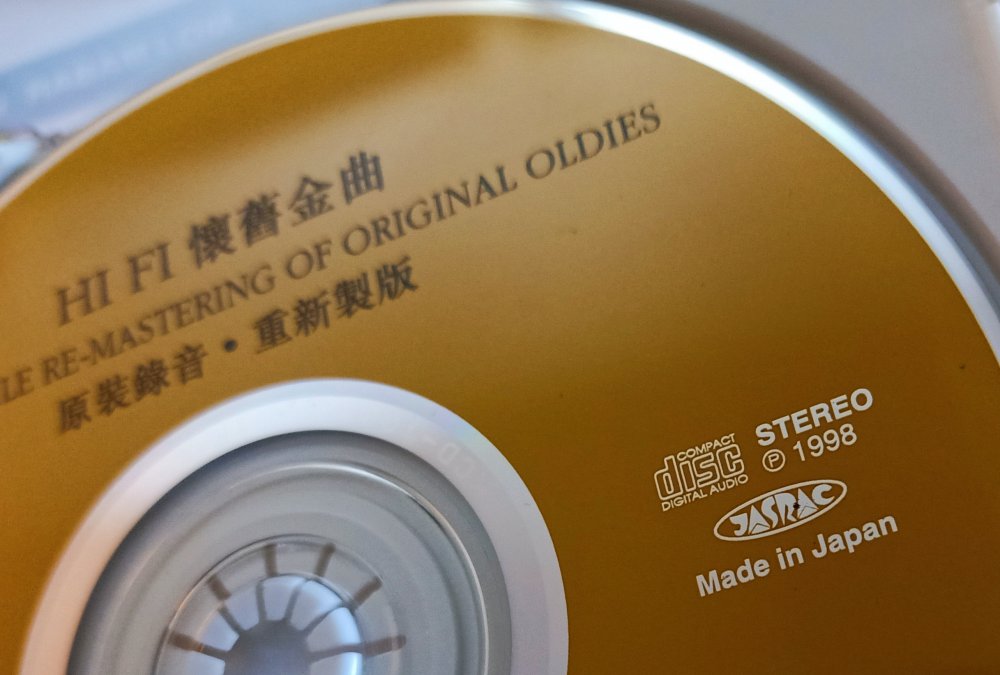 HI FI 懷舊金曲
RE-MASTERING OF ORIGINAL OLDIES
原裝錄音・重新製版
COMPACT
disc
DIGITAL AUDIO
STEREO
Ⓟ 1998
JASRAC
Made in Japan